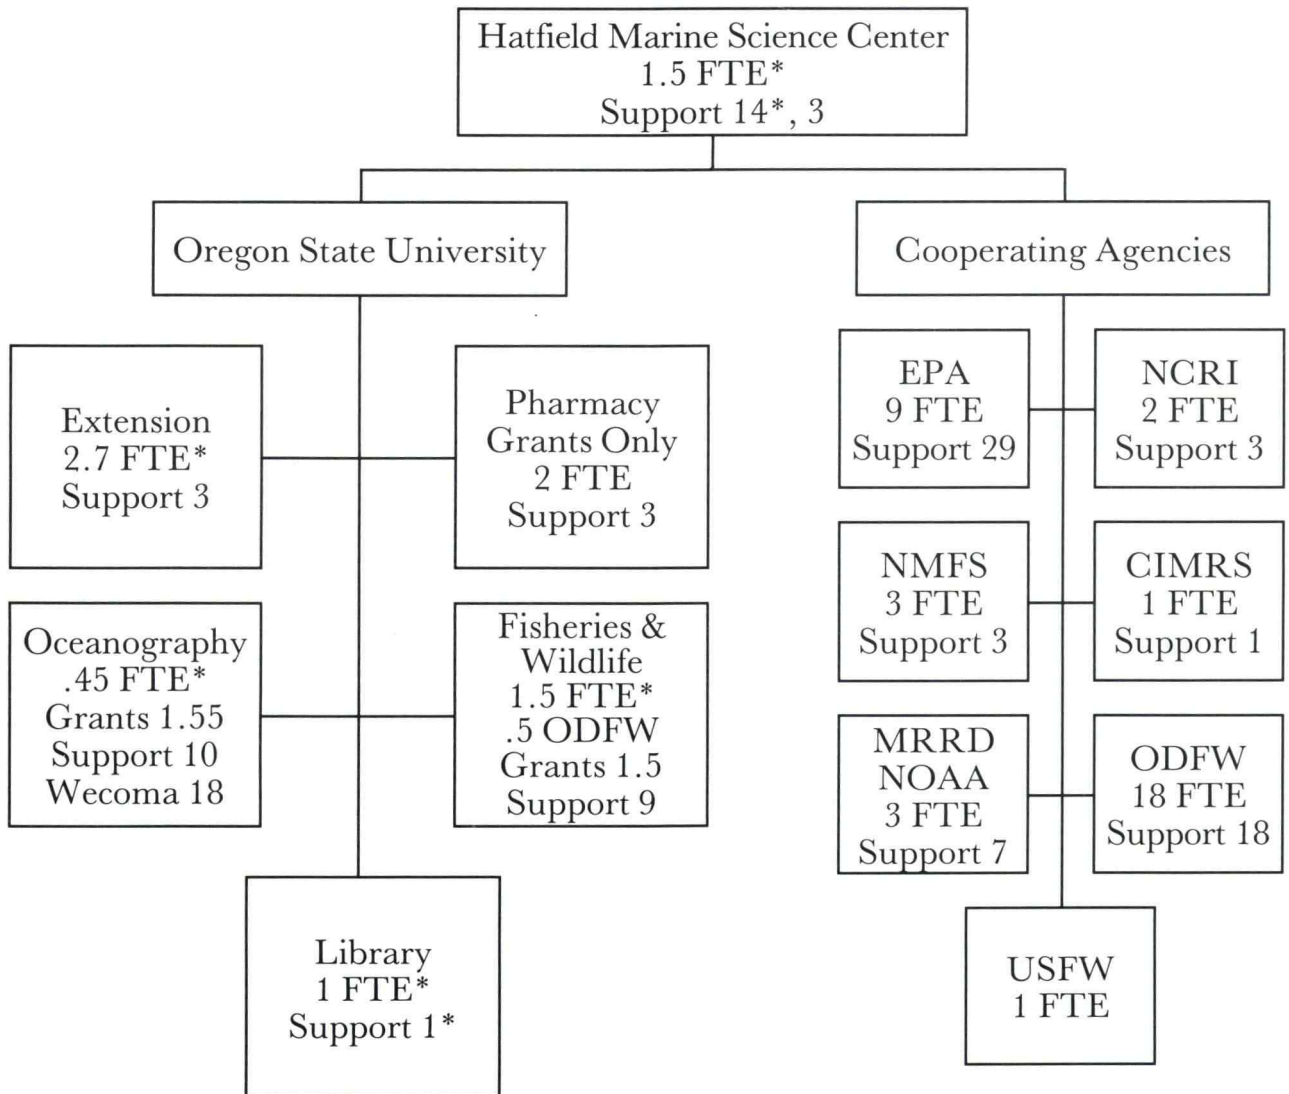 Hatfield Marine Science Center
1.5 FTE*
Support 14*, 3
Oregon State University
Cooperating Agencies
Extension
2.7 FTE*
Support 3
Pharmacy
Grants Only
2 FTE
Support 3
Oceanography
.45 FTE*
Grants 1.55
Support 10
Wecoma 18
Fisheries &
Wildlife
1.5 FTE*
.5 ODFW
Grants 1.5
Support 9
Library
1 FTE*
Support 1*
EPA
9 FTE
Support 29
NCRI
2 FTE
Support 3
NMFS
3 FTE
Support 3
CIMRS
1 FTE
Support 1
MRRD
NOAA
3 FTE
Support 7
ODFW
18 FTE
Support 18
USFW
1 FTE